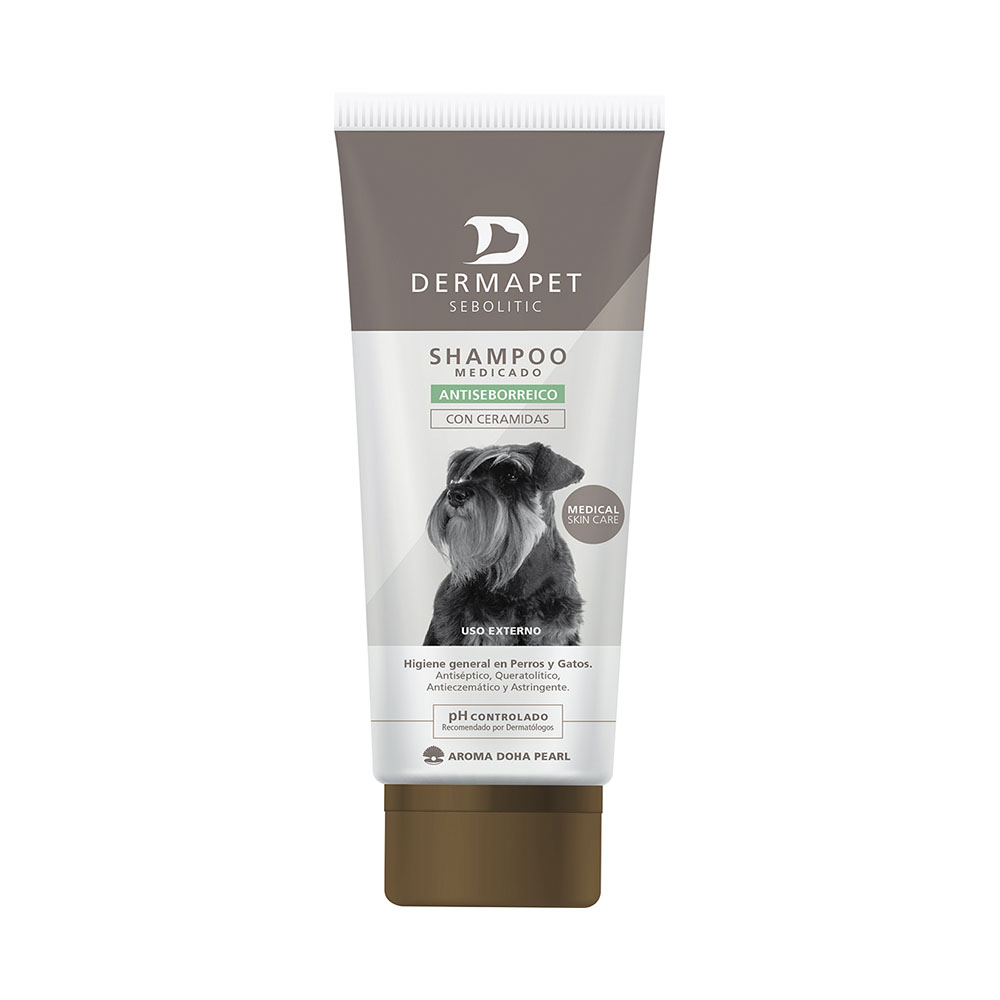 DERMAPET
SEBOLITIC
SHAMPOO
MEDICADO
ANTISEBORREICO
CON CERAMIDAS
MEDICAL
SKIN CARE
USO EXTERNO
Higiene general en Perros y Gatos.
Antiséptico, Queratolítico,
Antieczemático y Astringente.
pH CONTROLADO
Recomendado por Dermatólogos
AROMA DOHA PEARL